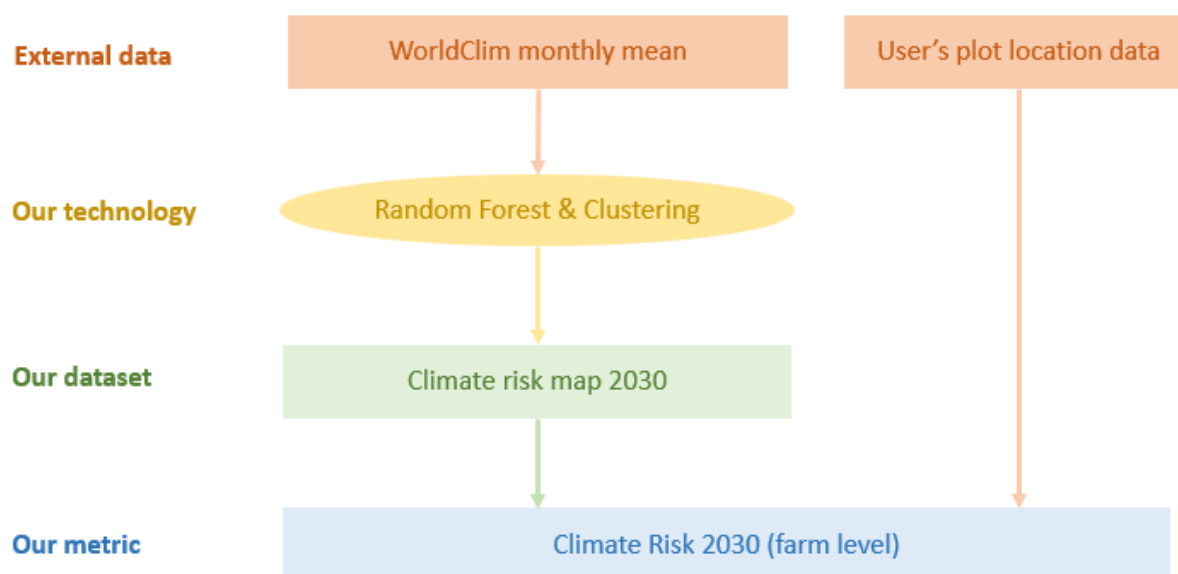 External data
WorldClim monthly mean
User's plot location data
Our technology
Random Forest & Clustering
Our dataset
Climate risk map 2030
Our metric
Climate Risk 2030 (farm level)